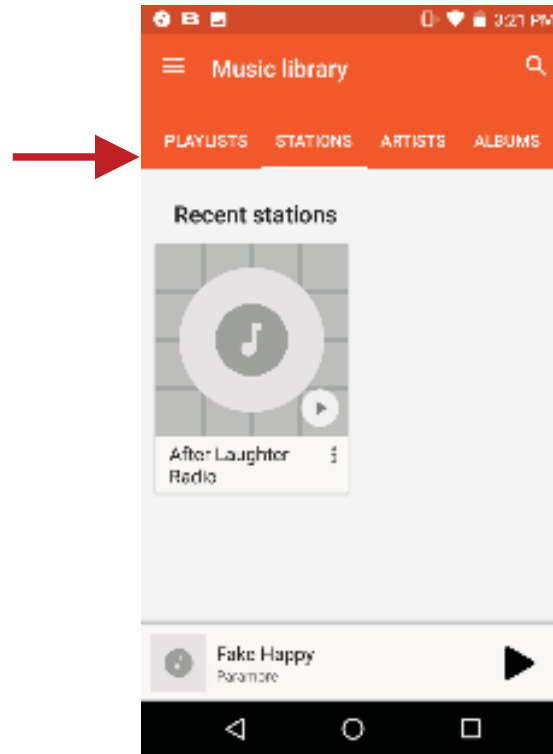 B 3:21 PM
Music library
PLAYLISTS STATIONS ARTISTS ALBUMS
Recent stations
After Laughter
Radio
Fake Happy
Paramore